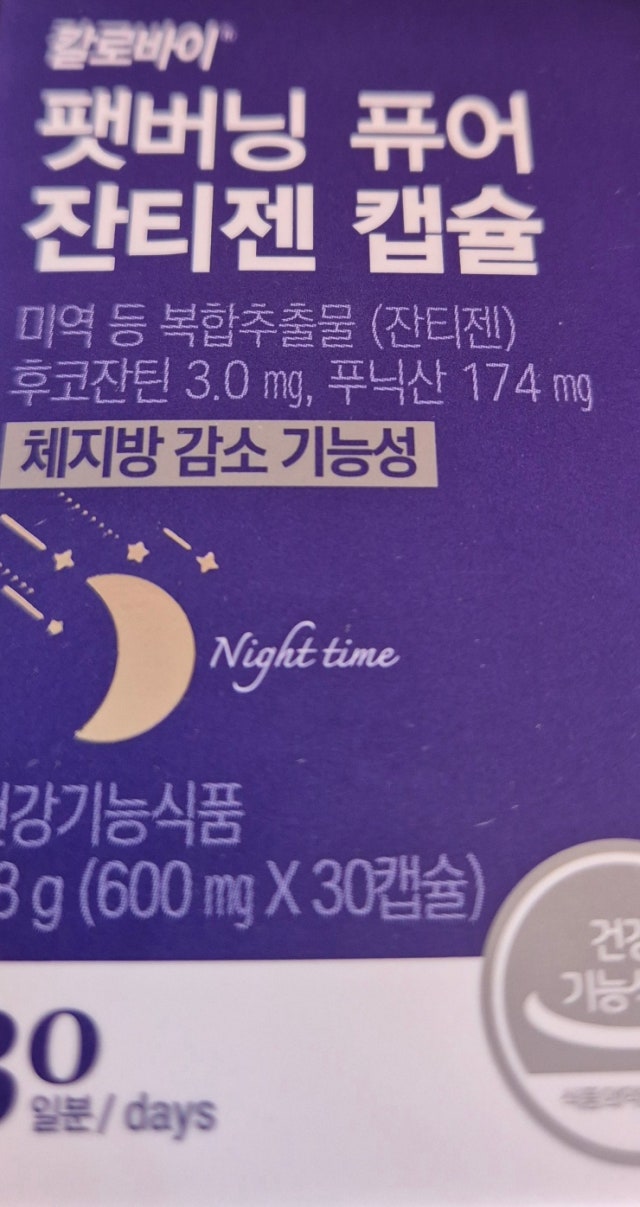 칼로바이
팻버닝 퓨어
잔티젠 캡슐
미역 등 복합추출물 (잔티젠)
후코잔틴 3.0 mg, 푸닉산 174 mg
체지방 감소 기능성
Night time
강기능식품
8 g (600 mg X 30캡슐)
30
일분 / days
건강
기능